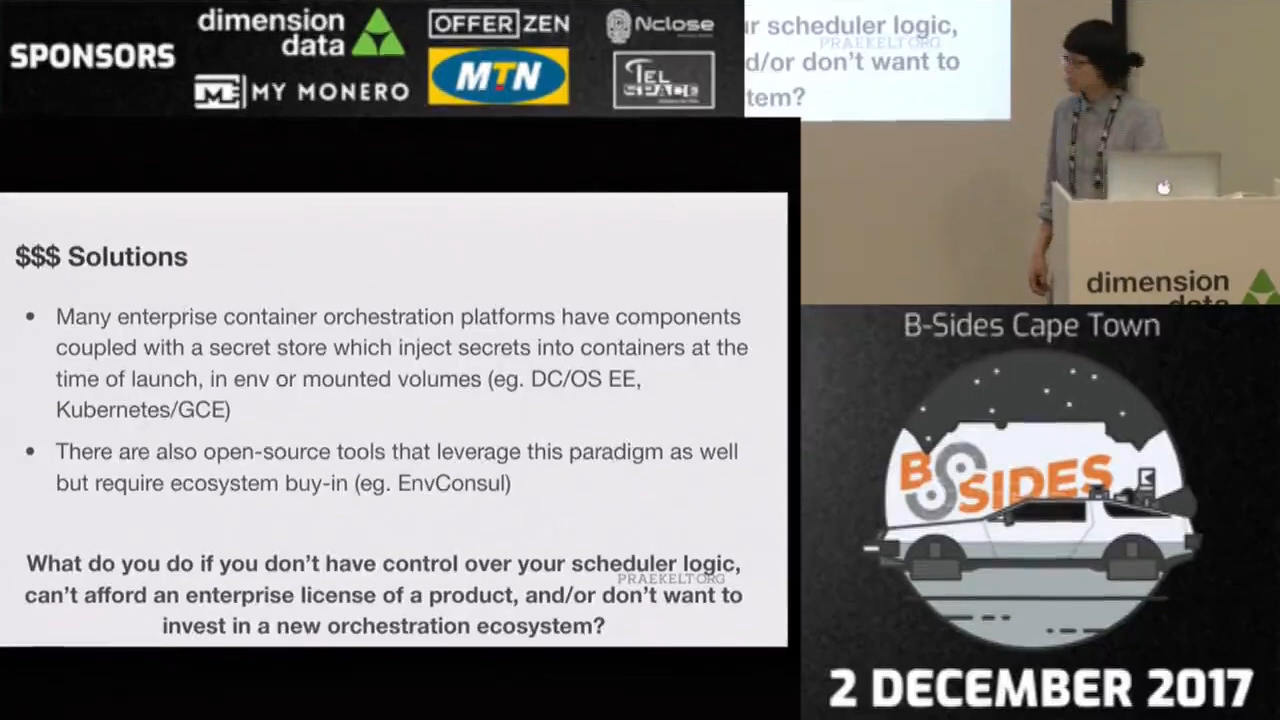 SPONSORS
dimension
data
OFFERZEN
Nclose
MY MONERO
MTN
TEL
SPACE
r scheduler logic,
PRAEKELTORG
d/or don't want to
tem?
$$$ Solutions
• Many enterprise container orchestration platforms have components
coupled with a secret store which inject secrets into containers at the
time of launch, in env or mounted volumes (eg. DC/OS EE,
Kubernetes/GCE)
• There are also open-source tools that leverage this paradigm as well
but require ecosystem buy-in (eg. EnvConsul)
What do you do if you don't have control over your scheduler logic,
PRAEKELTORG
can't afford an enterprise license of a product, and/or don't want to
invest in a new orchestration ecosystem?
dimension
data
B-Sides Cape Town
BSIDES
2 DECEMBER 2017